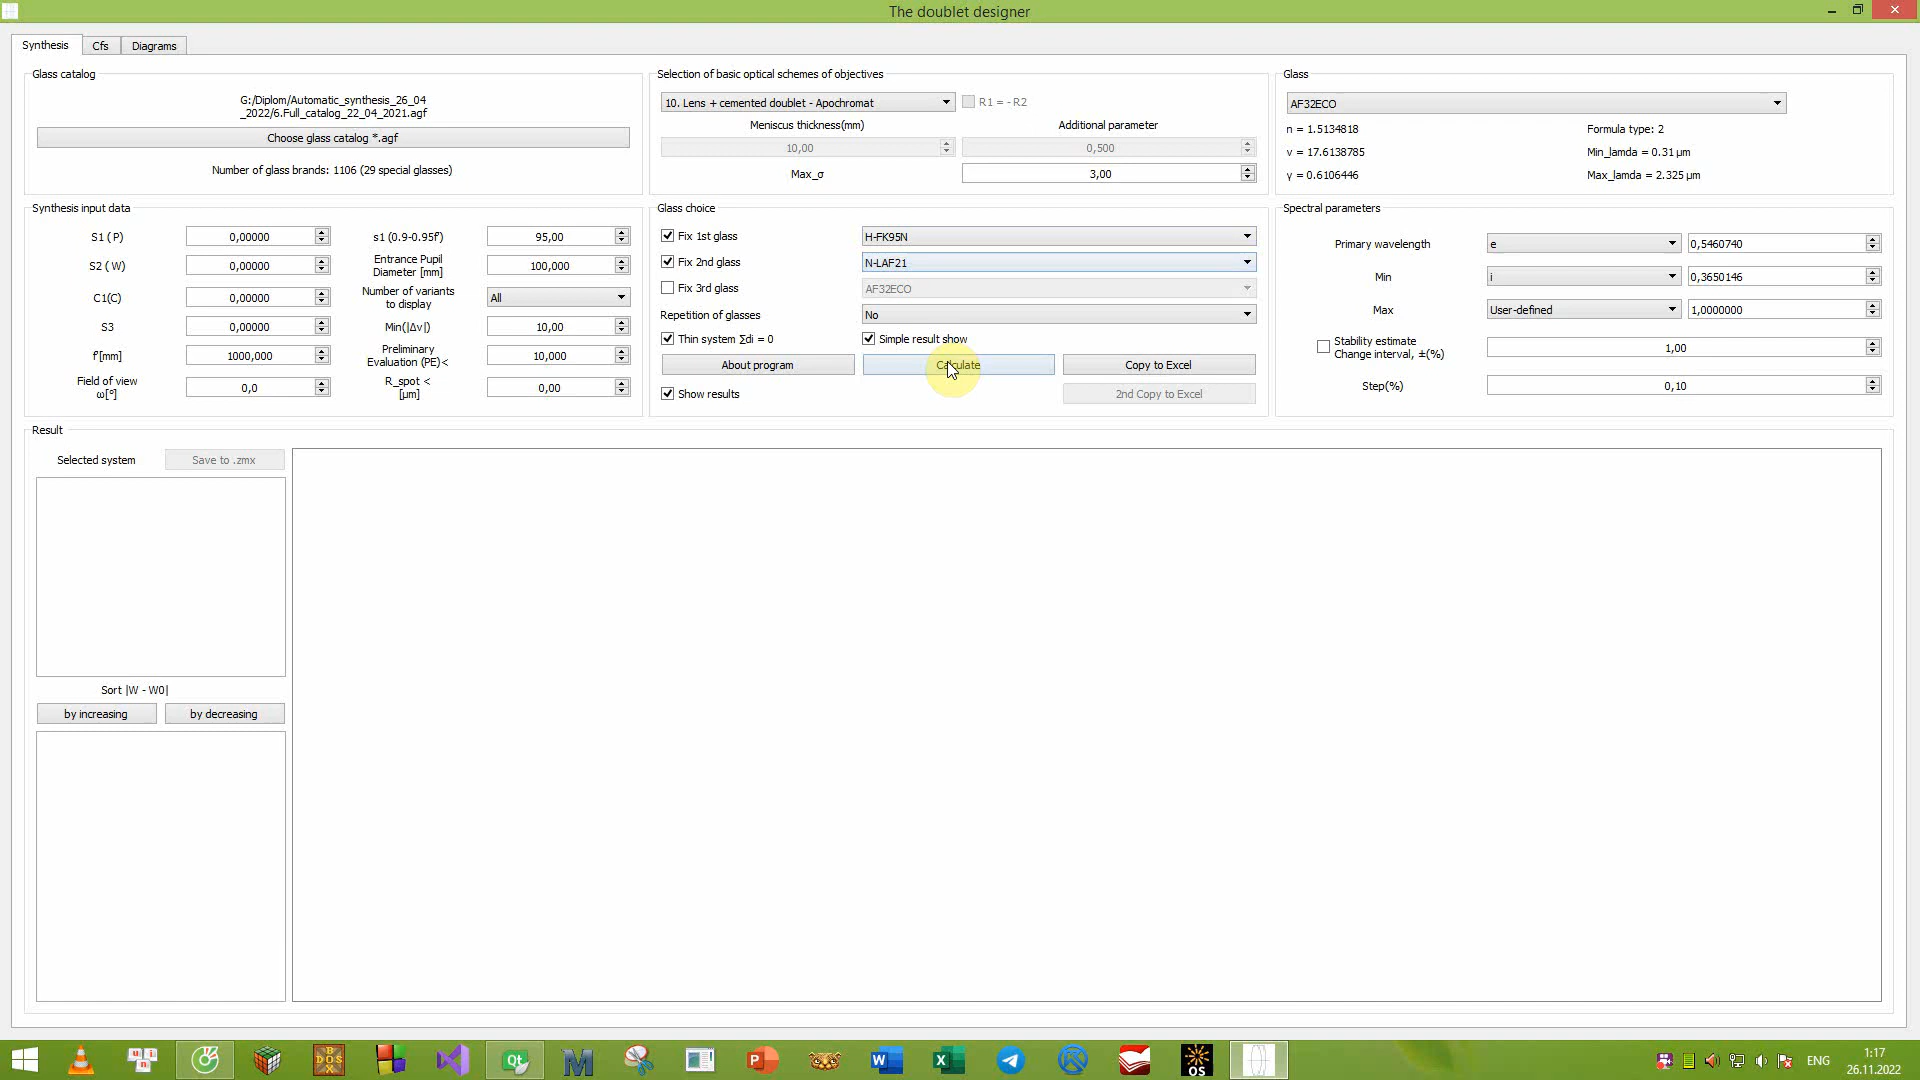 The doublet designer
Synthesis
Cfs
Diagrams
Glass catalog
G:/Diplom/Automatic_synthesis_26_04
_2022/6.Full_catalog_22_04_2021.agf
Choose glass catalog *.agf
Number of glass brands: 1106 (29 special glasses)
Selection of basic optical schemes of objectives
10. Lens + cemented doublet - Apochromat
R1 = - R2
Meniscus thickness(mm)
Additional parameter
10,00
0,500
Max_σ
3,00
Glass
AF32ECO
n = 1.5134818
Formula type: 2
ν = 17.6138785
Min_lamda = 0.31 µm
γ = 0.6106446
Max_lamda = 2.325 µm
Synthesis input data
S1 ( P)
0,00000
s1 (0.9-0.95f')
95,00
S2 ( W)
0,00000
Entrance Pupil
Diameter [mm]
100,000
C1(C)
0,00000
Number of variants
to display
All
S3
0,00000
Min(|Δν|)
10,00
f'[mm]
1000,000
Preliminary
Evaluation (PE)<
10,000
Field of view
ω[°]
0,0
R_spot <
[µm]
0,00
Glass choice
Fix 1st glass
H-FK95N
Fix 2nd glass
N-LAF21
Fix 3rd glass
AF32ECO
Repetition of glasses
No
Thin system ∑di = 0
Simple result show
About program
Calculate
Copy to Excel
Show results
2nd Copy to Excel
Spectral parameters
Primary wavelength
e
0,5460740
Min
i
0,3650146
Max
User-defined
1,0000000
Stability estimate
Change interval, ±(%)
1,00
Step(%)
0,10
Result
Selected system
Save to .zmx
Sort |W - W0|
by increasing
by decreasing
u n i
n
BOX
DOS
Qt
M
P
W
X
OS
ENG
1:17
26.11.2022